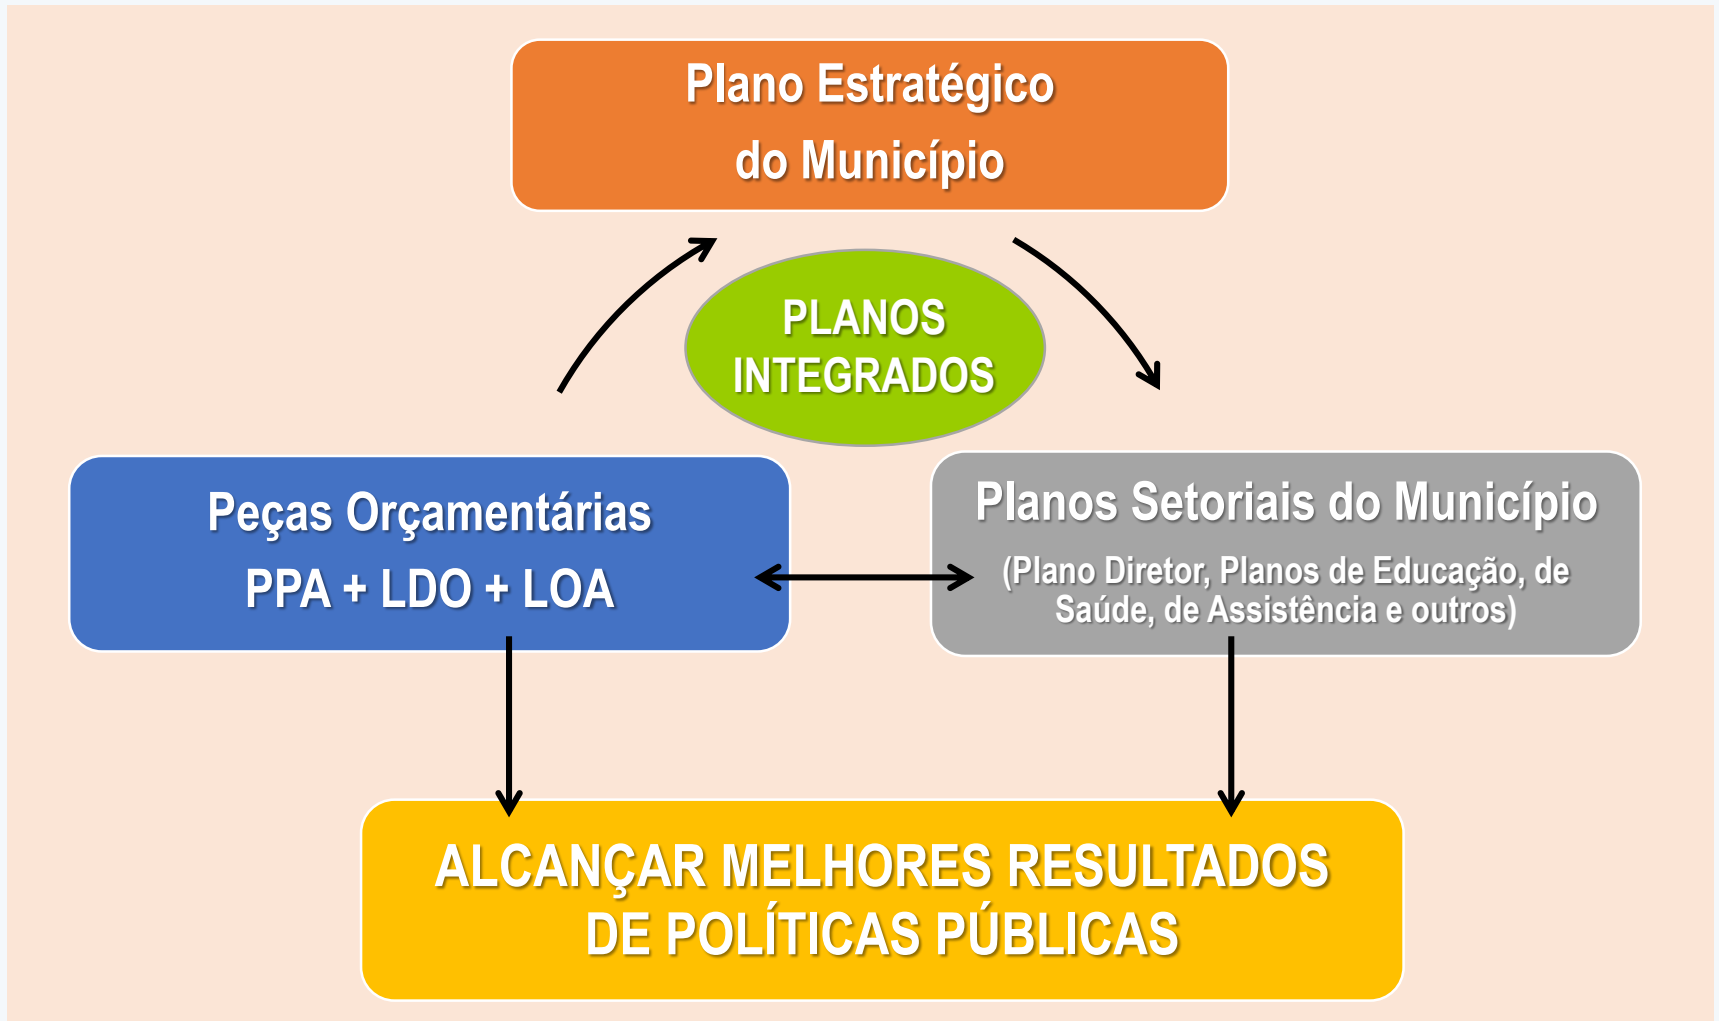 Plano Estratégico
do Município
PLANOS
INTEGRADOS
Peças Orçamentárias
PPA + LDO + LOA
Planos Setoriais do Município
(Plano Diretor, Planos de Educação, de
Saúde, de Assistência e outros)
ALCANÇAR MELHORES RESULTADOS
DE POLÍTICAS PÚBLICAS